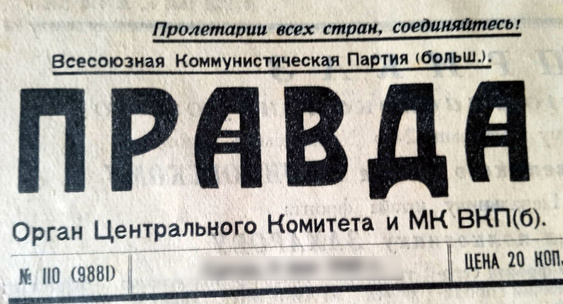 Пролетарии всех стран, соединяйтесь!
Всесоюзная Коммунистическая Партия (больш.).
ПРАВДА
Орган Центрального Комитета и МК ВКП(б).
№ 110 (9881)
ЦЕНА 20 КОП.